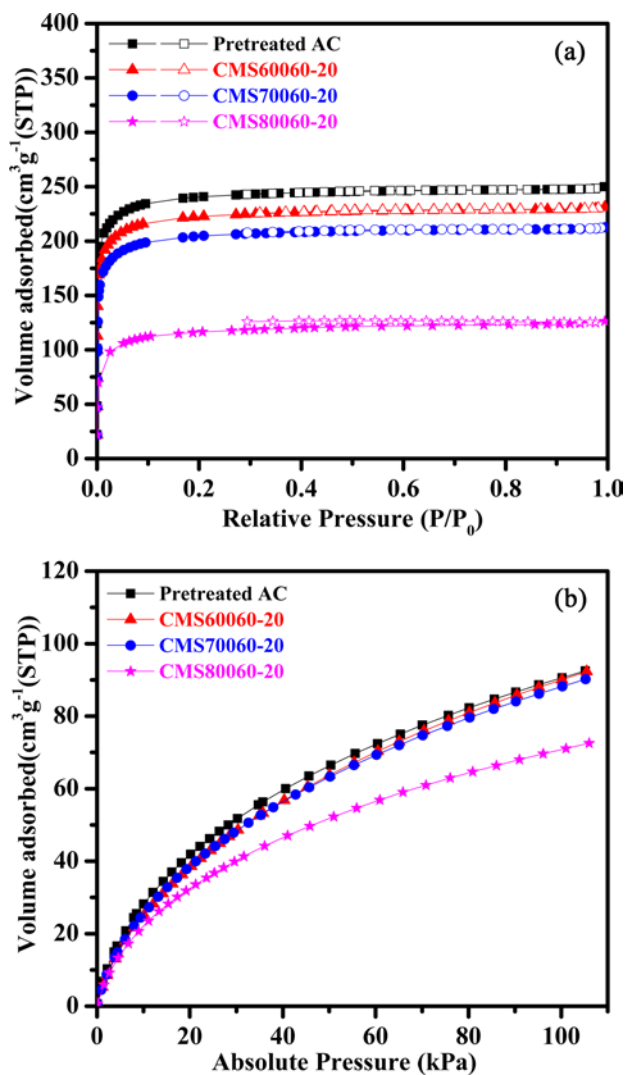 400
350
300
250
200
150
100
50
0
Volume adsorbed(cm³g⁻¹(STP))
Pretreated AC
CMS60060-20
CMS70060-20
CMS80060-20
(a)
0.0 0.2 0.4 0.6 0.8 1.0
Relative Pressure (P/P₀)
120
100
80
60
40
20
0
Volume adsorbed(cm³g⁻¹(STP))
Pretreated AC
CMS60060-20
CMS70060-20
CMS80060-20
(b)
0 20 40 60 80 100
Absolute Pressure (kPa)